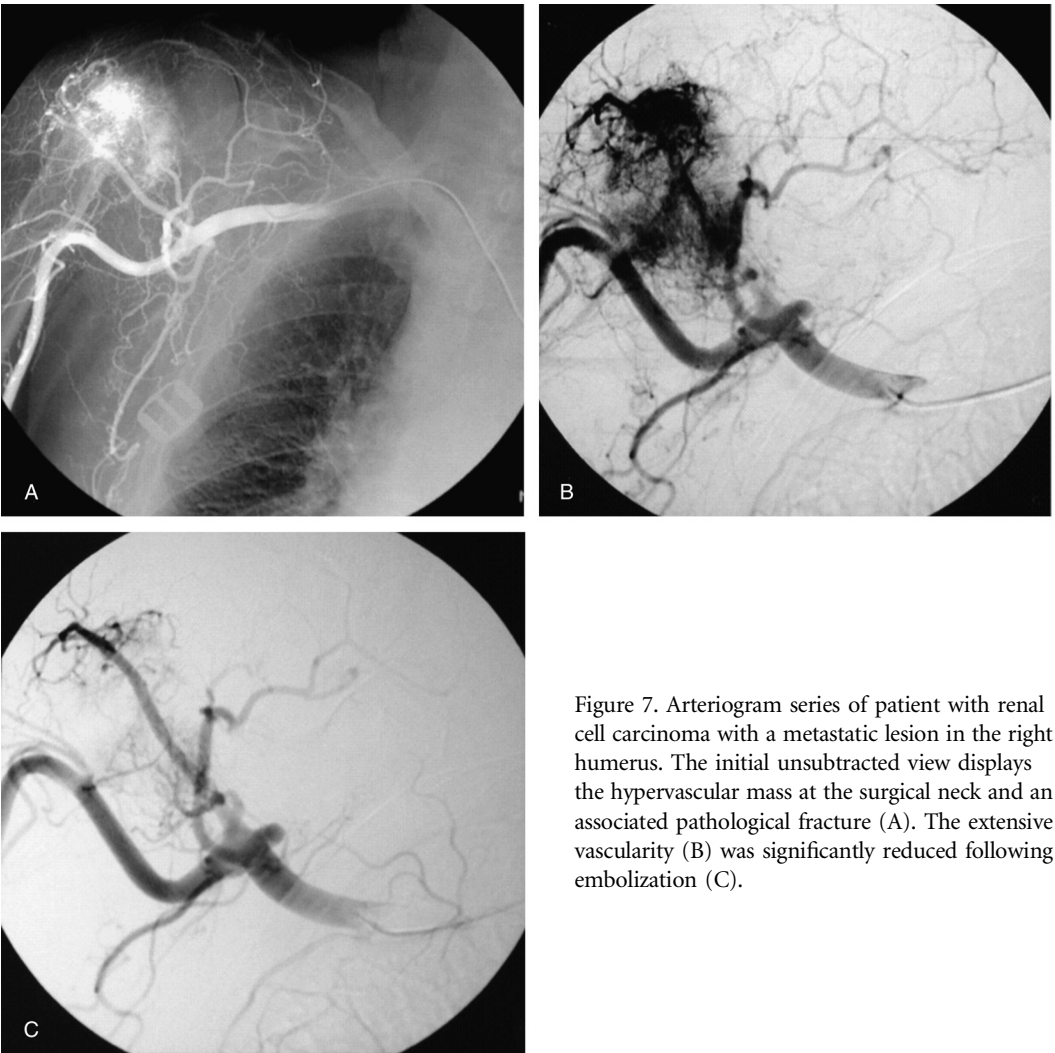 A
B
C
Figure 7. Arteriogram series of patient with renal
cell carcinoma with a metastatic lesion in the right
humerus. The initial unsubtracted view displays
the hypervascular mass at the surgical neck and an
associated pathological fracture (A). The extensive
vascularity (B) was significantly reduced following
embolization (C).